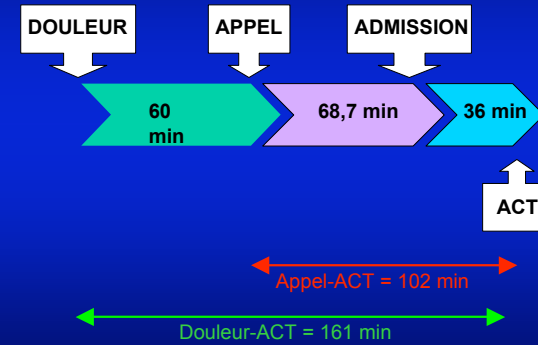 DOULEUR
APPEL
ADMISSION
60
min
68,7 min
36 min
ACT
Appel-ACT = 102 min
Douleur-ACT = 161 min